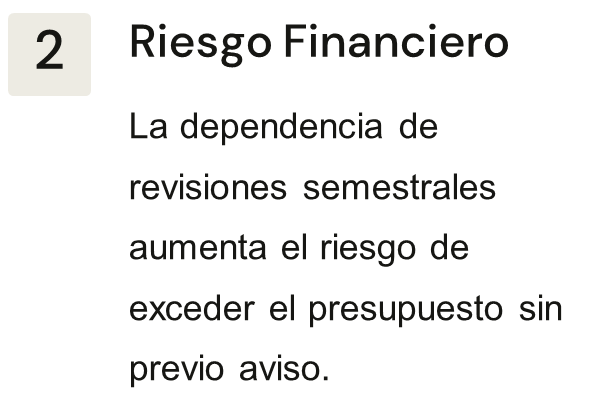 2
Riesgo Financiero
La dependencia de
revisiones semestrales
aumenta el riesgo de
exceder el presupuesto sin
previo aviso.